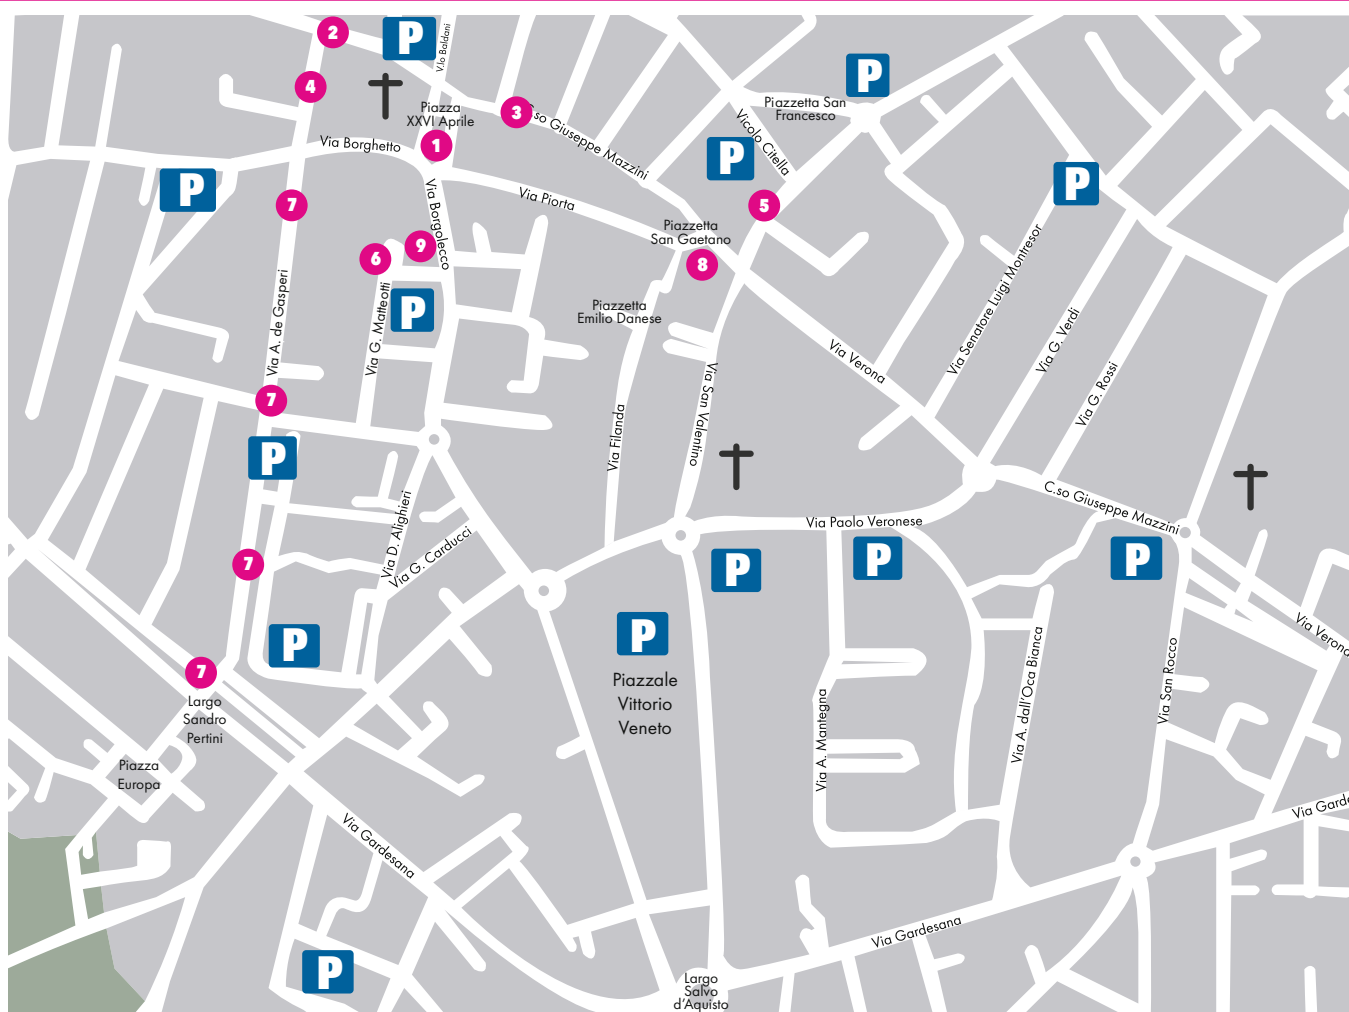 2
P
V.lo Baldoni
4
Piazza
XXVI Aprile
3
C.so Giuseppe Mazzini
P
Piazzetta San
Francesco
Vicolo Citella
Via Borghetto
1
P
P
P
7
Via Borgolecco
Via Piorta
5
Piazzetta
San Gaetano
6
9
8
Via A. de Gasperi
Via G. Matteotti
P
Piazzetta
Emilio Danese
Via Senatore Luigi Montresor
Via G. Verdi
Via Verona
Via G. Rossi
7
Via Filanda
Via San Valentino
P
C.so Giuseppe Mazzini
Via D. Alighieri
Via G. Carducci
Via Paolo Veronese
7
P
P
P
P
P
Via Verona
7
Largo
Sandro
Pertini
Piazzale
Vittorio
Veneto
Via A. Mantegna
Via A. dall'Oca Bianca
Via San Rocco
Piazza
Europa
Via Gardesana
Via Garde
Via Gardesana
P
Largo
Salvo
d'Aquisto